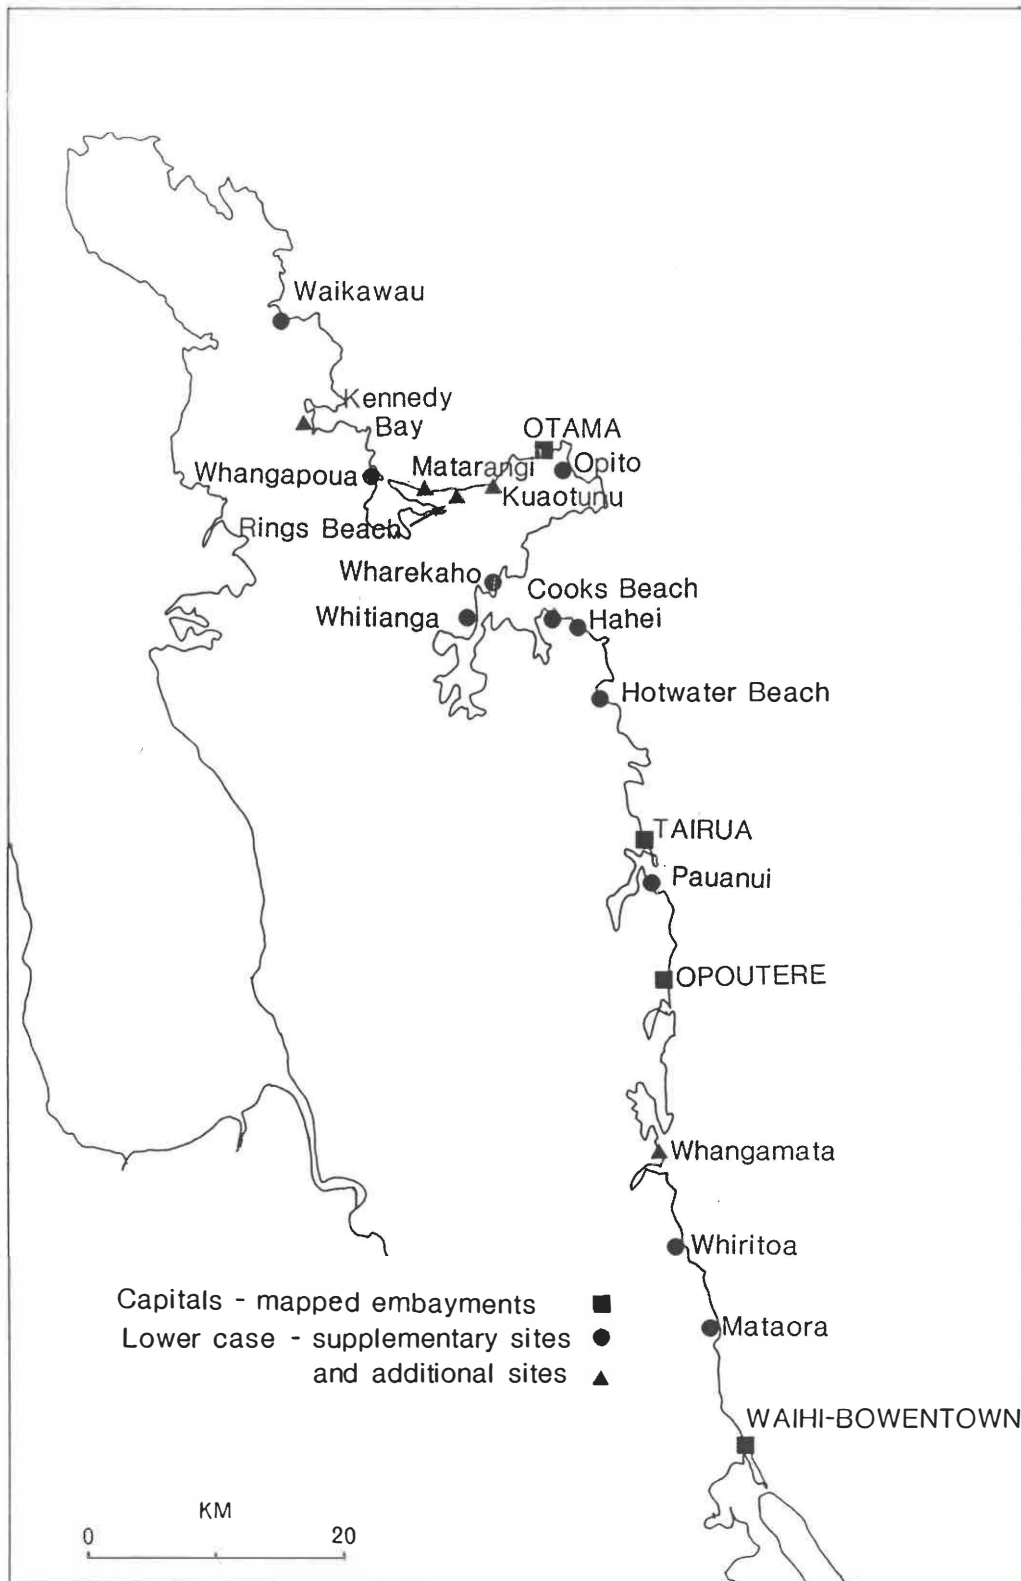 Waikawau
Kennedy
Bay
OTAMA
Whangapoua
Matarangi
Opito
Kuaotunu
Rings Beach
Wharekaho
Cooks Beach
Whitianga
Hahei
Hotwater Beach
TAIRUA
Pauanui
OPOUTERE
Whangamata
Whiritoa
Capitals - mapped embayments
Lower case - supplementary sites
and additional sites
Mataora
WAIHI-BOWENTOWN
KM
0 20